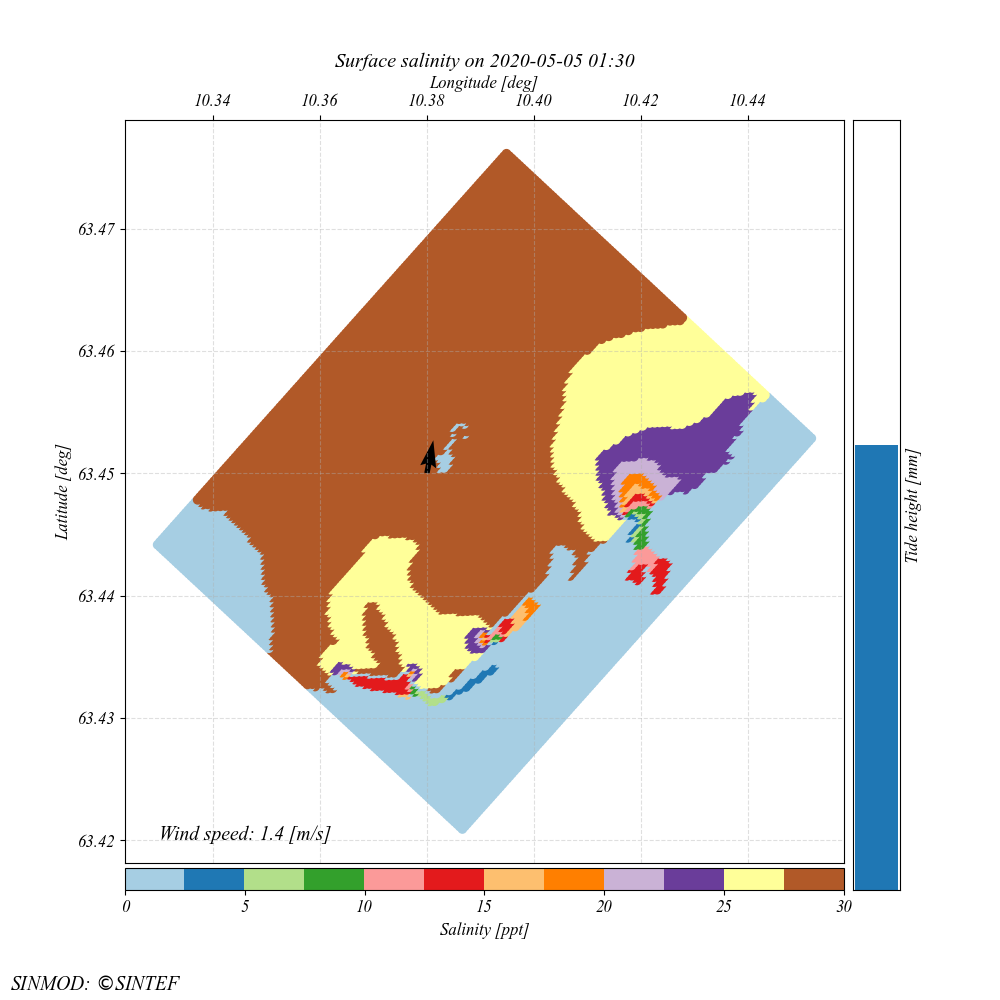 Surface salinity on 2020-05-05 01:30
Longitude [deg]
10.34 10.36 10.38 10.40 10.42 10.44
63.47
63.46
63.45
63.44
63.43
63.42
Latitude [deg]
Tide height [mm]
Wind speed: 1.4 [m/s]
0 5 10 15 20 25 30
Salinity [ppt]
SINMOD: ©SINTEF